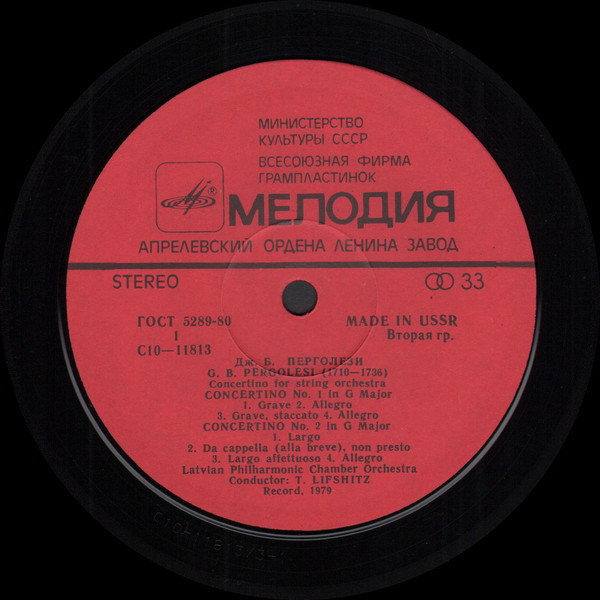 МИНИСТЕРСТВО
КУЛЬТУРЫ СССР
ВСЕСОЮЗНАЯ ФИРМА
ГРАМПЛАСТИНОК
®
МЕЛОДИЯ
АПРЕЛЕВСКИЙ ОРДЕНА ЛЕНИНА ЗАВОД
STEREO
33
ГОСТ 5289-80
MADE IN USSR
1
Вторая гр.
С10—11813
ДЖ. Б. ПЕРГОЛЕЗИ
G. B. PERGOLESI (1710—1736)
Concertino for string orchestra
CONCERTINO No. 1 in G Major
1. Grave 2. Allegro
3. Grave, staccato 4. Allegro
CONCERTINO No. 2 in G Major
1. Largo
2. Da cappella (alla breve), non presto
3. Largo affettuoso 4. Allegro
Latvian Philharmonic Chamber Orchestra
Conductor: T. LIFSHITZ
Record, 1979